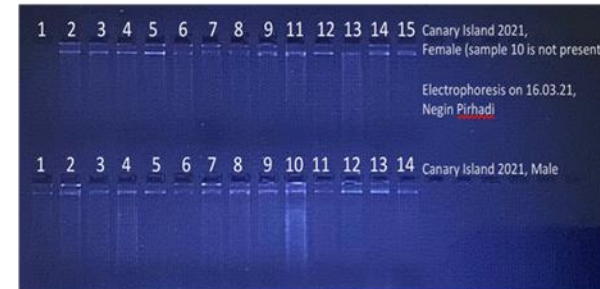 1 2 3 4 5 6 7 8 9 11 12 13 14 15 Canary Island 2021,
Female (sample 10 is not present
Electrophoresis on 16.03.21,
Negin Pirhadi
1 2 3 4 5 6 7 8 9 10 11 12 13 14 Canary Island 2021, Male